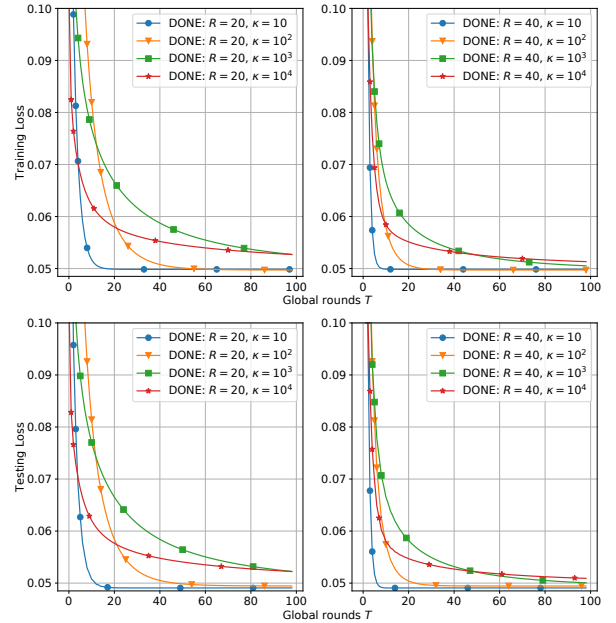 0.10
0.09
0.08
0.07
0.06
0.05
Training Loss
DONE: R = 20, κ = 10
DONE: R = 20, κ = 10²
DONE: R = 20, κ = 10³
DONE: R = 20, κ = 10⁴
0 20 40 60 80 100
Global rounds T
0.10
0.09
0.08
0.07
0.06
0.05
DONE: R = 40, κ = 10
DONE: R = 40, κ = 10²
DONE: R = 40, κ = 10³
DONE: R = 40, κ = 10⁴
0 20 40 60 80 100
Global rounds T
0.10
0.09
0.08
0.07
0.06
0.05
Testing Loss
DONE: R = 20, κ = 10
DONE: R = 20, κ = 10²
DONE: R = 20, κ = 10³
DONE: R = 20, κ = 10⁴
0 20 40 60 80 100
Global rounds T
0.10
0.09
0.08
0.07
0.06
0.05
DONE: R = 40, κ = 10
DONE: R = 40, κ = 10²
DONE: R = 40, κ = 10³
DONE: R = 40, κ = 10⁴
0 20 40 60 80 100
Global rounds T